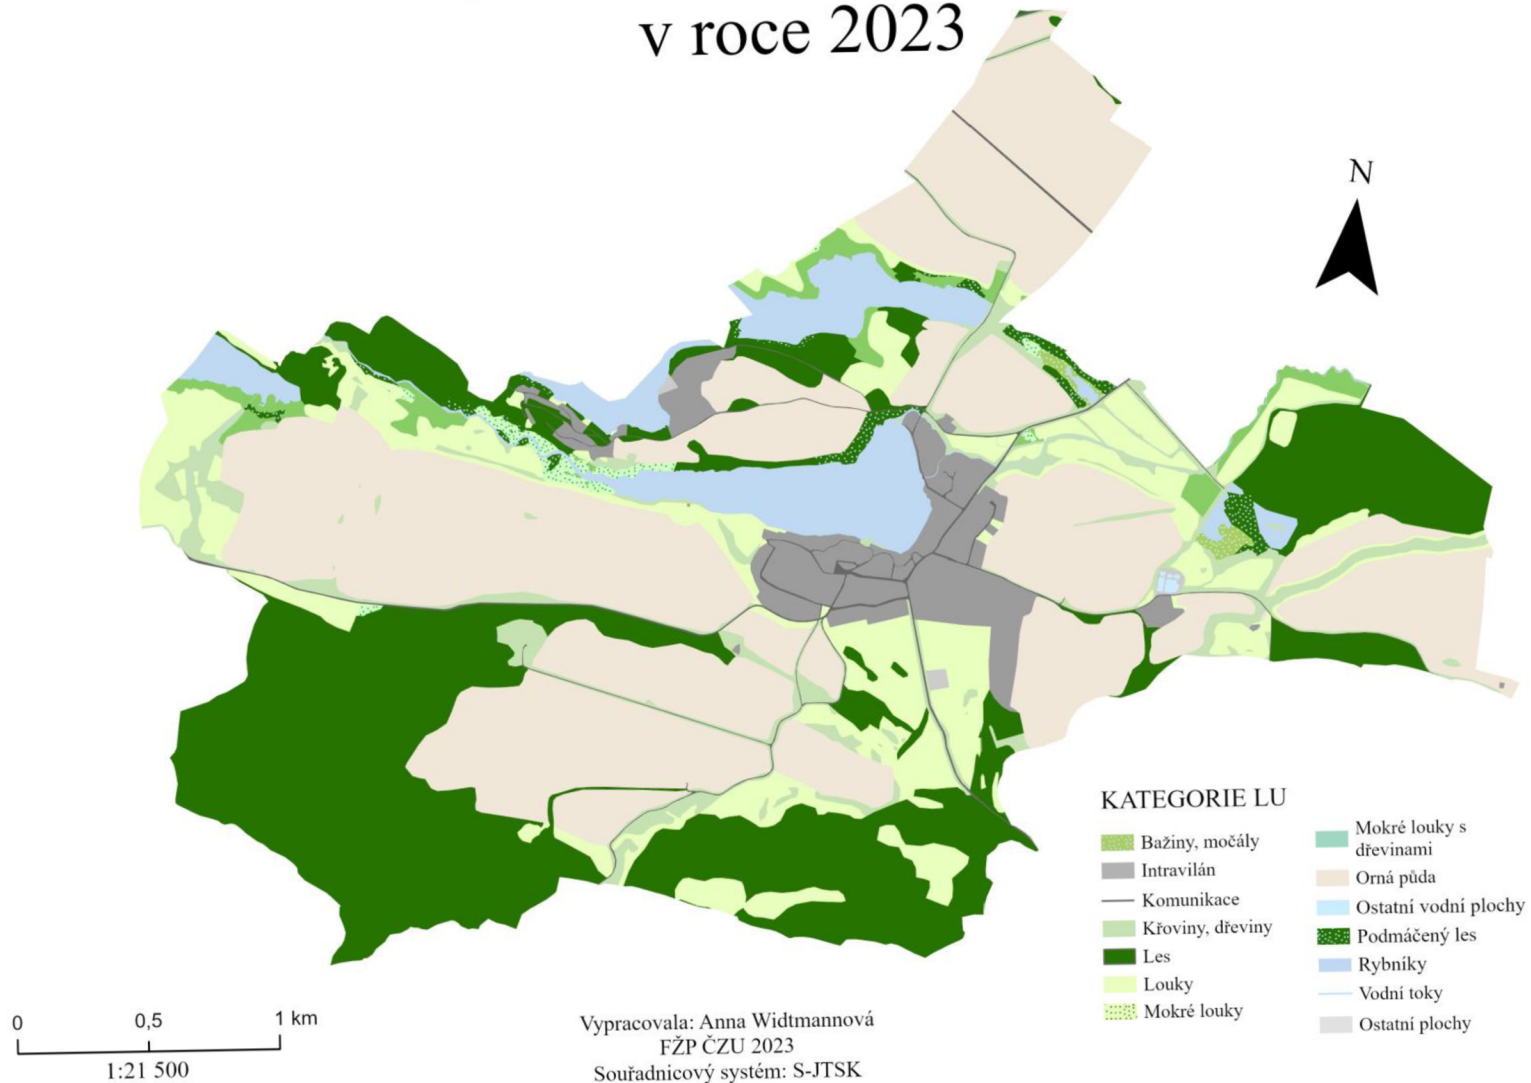 v roce 2023
N
KATEGORIE LU
Bažiny, močály
Intravilán
Komunikace
Křoviny, dřeviny
Les
Louky
Mokré louky
Mokré louky s
dřevinami
Orná půda
Ostatní vodní plochy
Podmáčený les
Rybníky
Vodní toky
Ostatní plochy
0 0,5 1 km
1:21 500
Vypracovala: Anna Widtmannová
FŽP ČZU 2023
Souřadnicový systém: S-JTSK